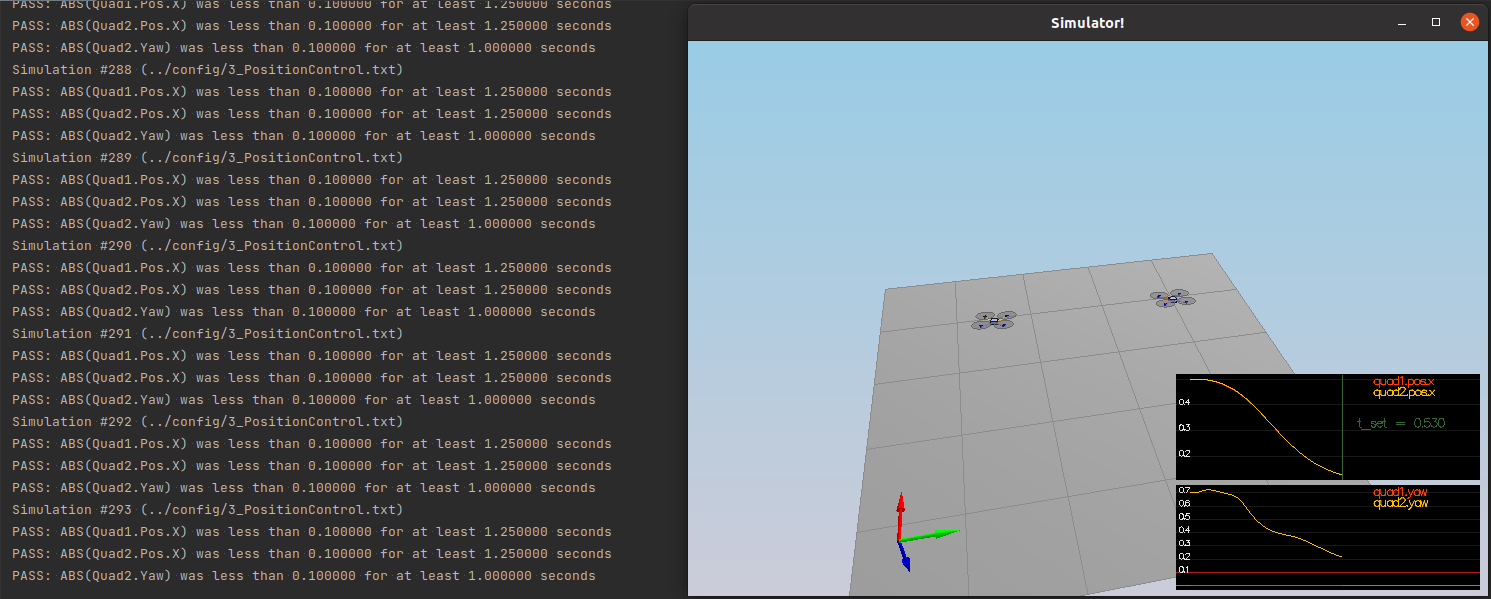 PASS: ABS(Quad1.Pos.X) was less than 0.100000 for at least 1.250000 seconds
PASS: ABS(Quad2.Pos.X) was less than 0.100000 for at least 1.250000 seconds
PASS: ABS(Quad2.Yaw) was less than 0.100000 for at least 1.000000 seconds
Simulation #288 (../config/3_PositionControl.txt)
PASS: ABS(Quad1.Pos.X) was less than 0.100000 for at least 1.250000 seconds
PASS: ABS(Quad2.Pos.X) was less than 0.100000 for at least 1.250000 seconds
PASS: ABS(Quad2.Yaw) was less than 0.100000 for at least 1.000000 seconds
Simulation #289 (../config/3_PositionControl.txt)
PASS: ABS(Quad1.Pos.X) was less than 0.100000 for at least 1.250000 seconds
PASS: ABS(Quad2.Pos.X) was less than 0.100000 for at least 1.250000 seconds
PASS: ABS(Quad2.Yaw) was less than 0.100000 for at least 1.000000 seconds
Simulation #290 (../config/3_PositionControl.txt)
PASS: ABS(Quad1.Pos.X) was less than 0.100000 for at least 1.250000 seconds
PASS: ABS(Quad2.Pos.X) was less than 0.100000 for at least 1.250000 seconds
PASS: ABS(Quad2.Yaw) was less than 0.100000 for at least 1.000000 seconds
Simulation #291 (../config/3_PositionControl.txt)
PASS: ABS(Quad1.Pos.X) was less than 0.100000 for at least 1.250000 seconds
PASS: ABS(Quad2.Pos.X) was less than 0.100000 for at least 1.250000 seconds
PASS: ABS(Quad2.Yaw) was less than 0.100000 for at least 1.000000 seconds
Simulation #292 (../config/3_PositionControl.txt)
PASS: ABS(Quad1.Pos.X) was less than 0.100000 for at least 1.250000 seconds
PASS: ABS(Quad2.Pos.X) was less than 0.100000 for at least 1.250000 seconds
PASS: ABS(Quad2.Yaw) was less than 0.100000 for at least 1.000000 seconds
Simulation #293 (../config/3_PositionControl.txt)
PASS: ABS(Quad1.Pos.X) was less than 0.100000 for at least 1.250000 seconds
PASS: ABS(Quad2.Pos.X) was less than 0.100000 for at least 1.250000 seconds
PASS: ABS(Quad2.Yaw) was less than 0.100000 for at least 1.000000 seconds
Simulator!
quad1.pos.x
quad2.pos.x
t_set = 0.530
0.4
0.3
0.2
quad1.yaw
quad2.yaw
0.7
0.6
0.5
0.4
0.3
0.2
0.1